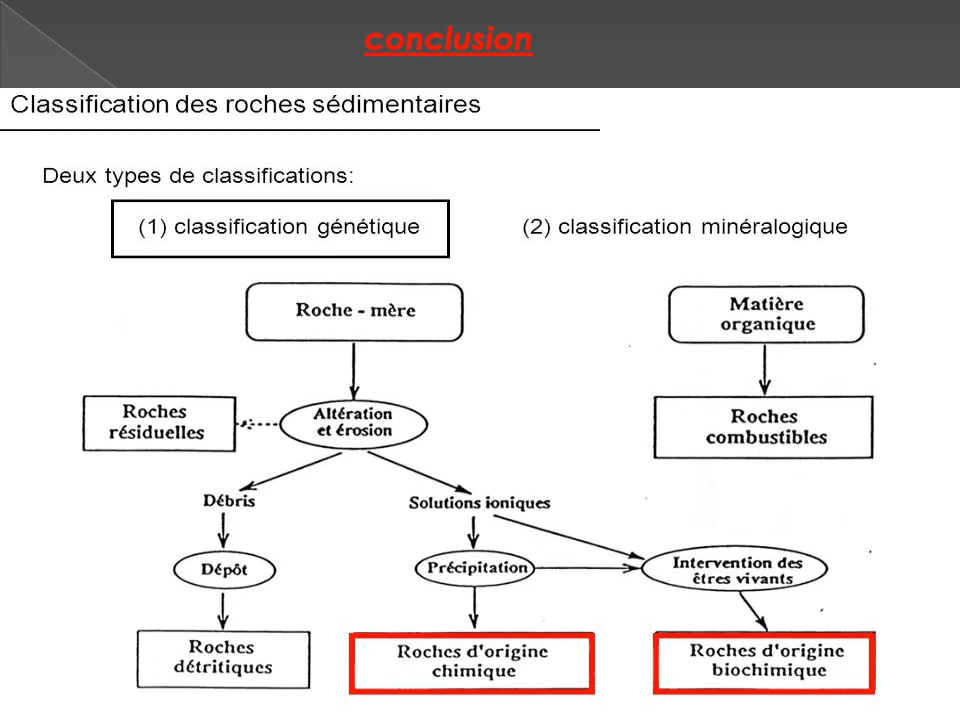 conclusion
Classification des roches sédimentaires
Deux types de classifications:
(1) classification génétique
(2) classification minéralogique
Roche - mère
Matière
organique
Roches
résiduelles
Altération
et érosion
Roches
combustibles
Débris
Solutions ioniques
Dépôt
Précipitation
Intervention des
êtres vivants
Roches
détritiques
Roches d'origine
chimique
Roches d'origine
biochimique